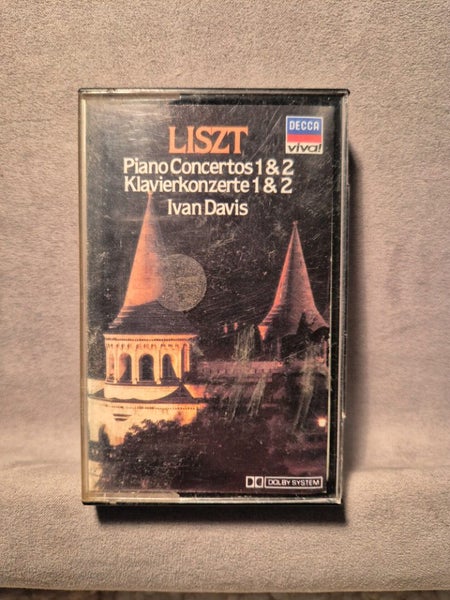 LISZT
DECCA
viva!
Piano Concertos 1 & 2
Klavierkonzerte 1 & 2
Ivan Davis
DOLBY SYSTEM